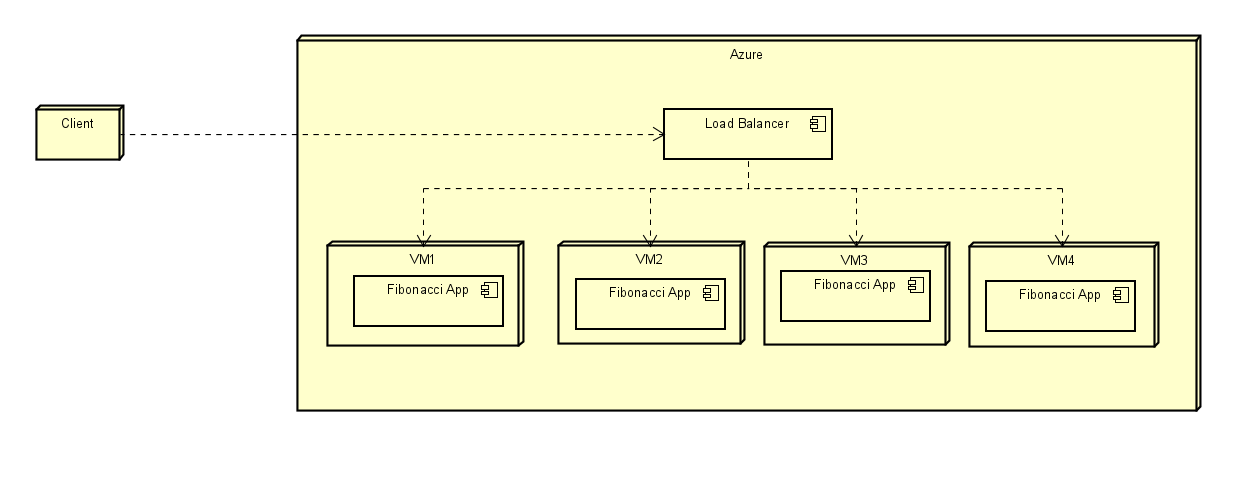 Azure
Client
Load Balancer
VM1
VM2
VM3
VM4
Fibonacci App
Fibonacci App
Fibonacci App
Fibonacci App